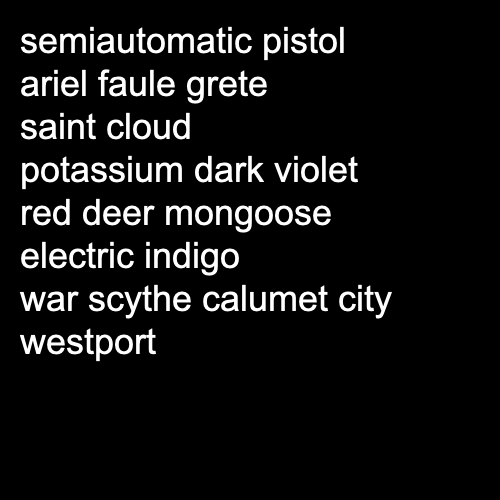 semiautomatic pistol
ariel faule grete
saint cloud
potassium dark violet
red deer mongoose
electric indigo
war scythe calumet city
westport